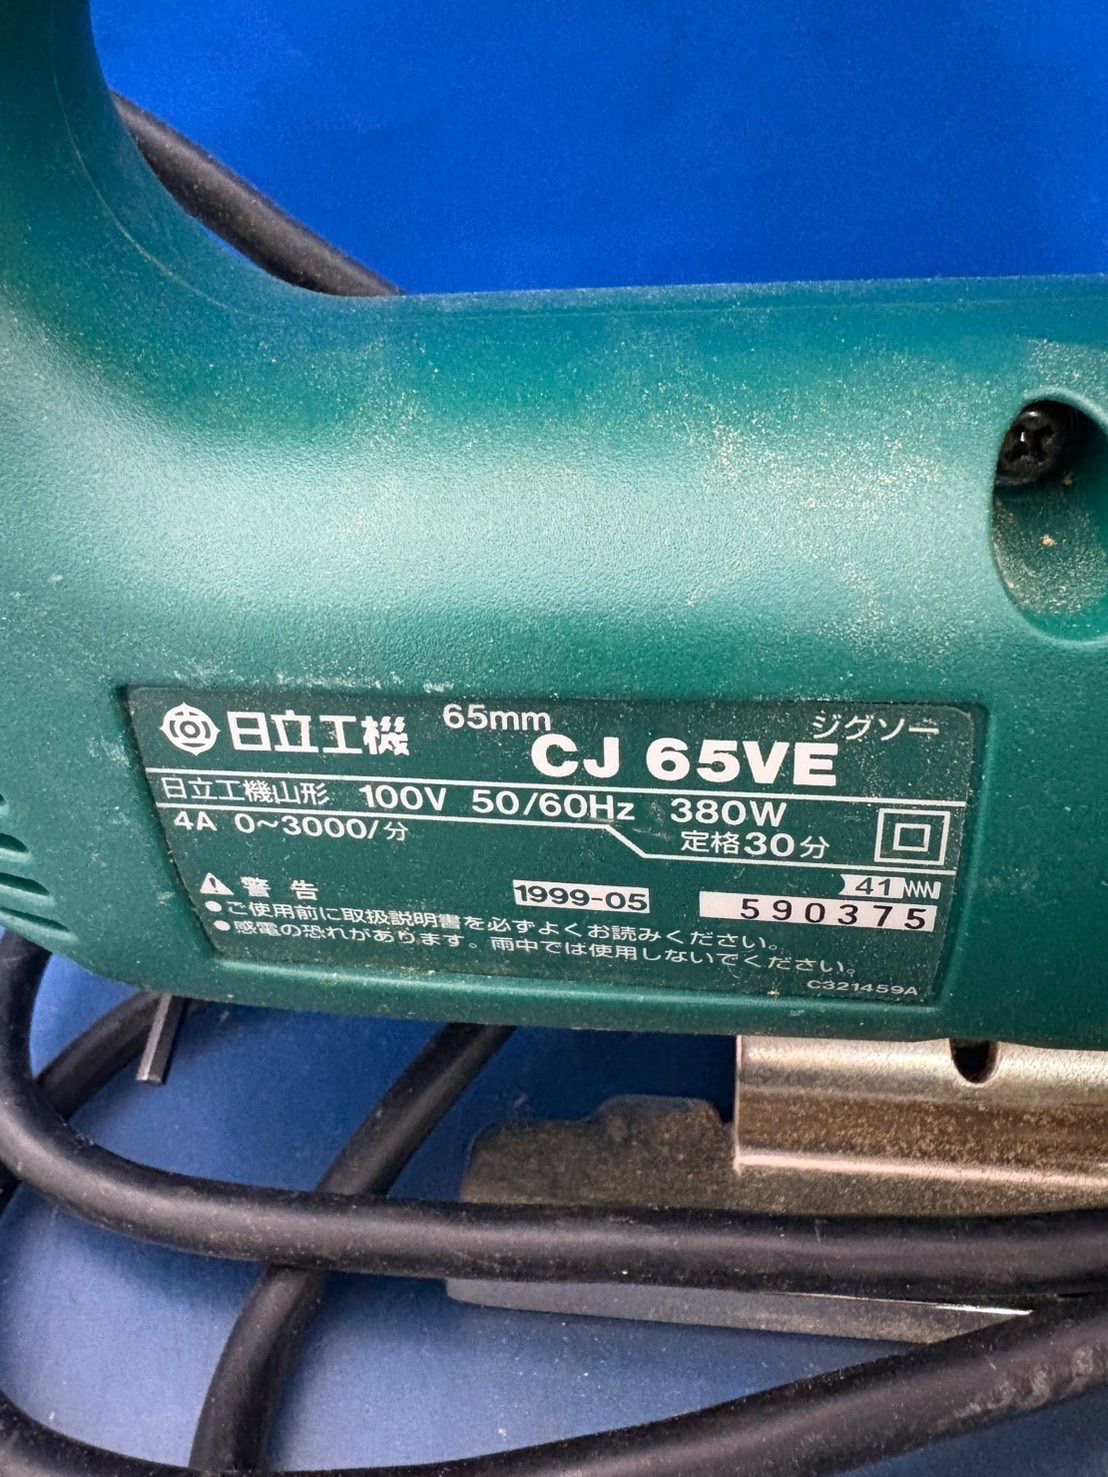 日立工機 65mm ジグソー
CJ 65VE
日立工機山形 100V 50/60Hz 380W
4A 0~3000/分 定格30分
警告 1999-05 41
590375
●ご使用前に取扱説明書を必ずよくお読みください。
●感電の恐れがあります。雨中では使用しないでください。
C321459A